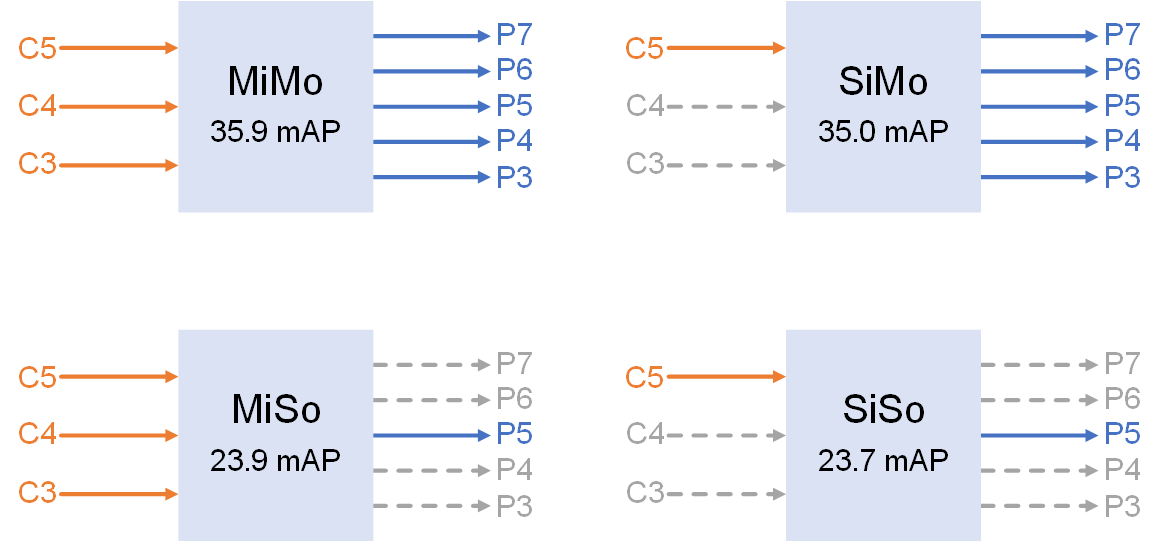 C5
C4
C3
MiMo
35.9 mAP
P7
P6
P5
P4
P3
C5
C4
C3
SiMo
35.0 mAP
P7
P6
P5
P4
P3
C5
C4
C3
MiSo
23.9 mAP
P7
P6
P5
P4
P3
C5
C4
C3
SiSo
23.7 mAP
P7
P6
P5
P4
P3